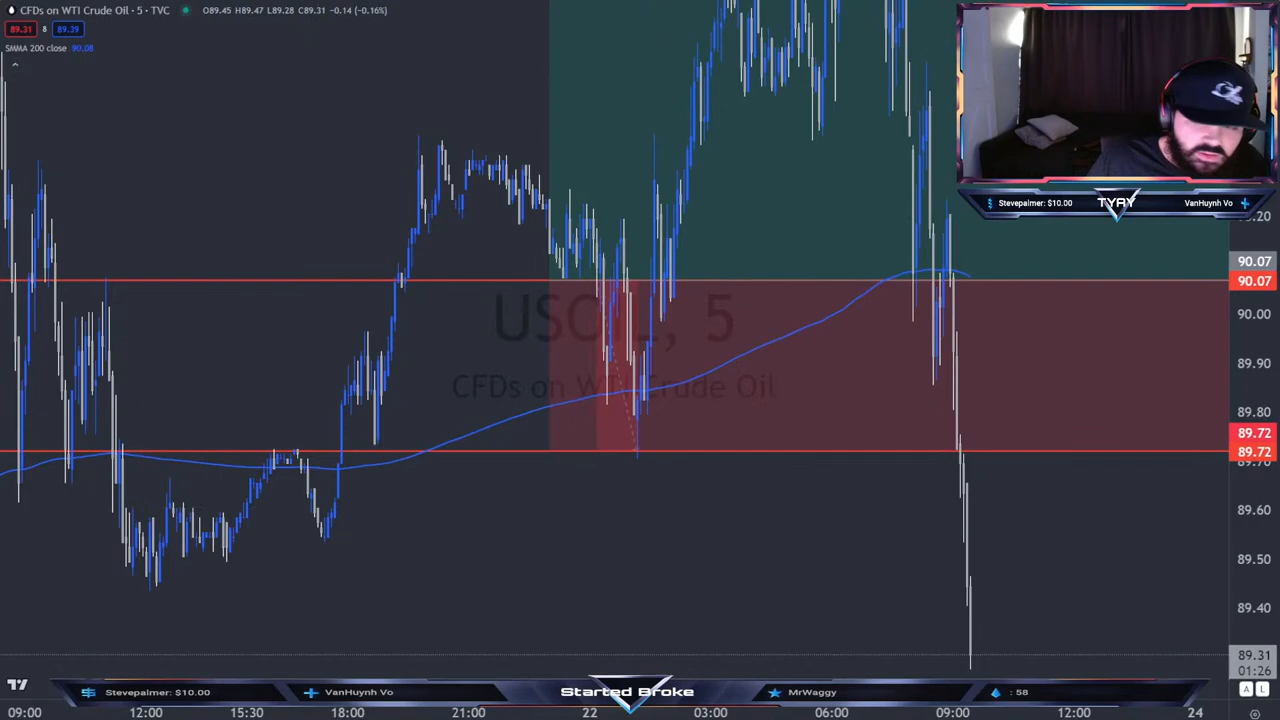 CFDs on WTI Crude Oil · 5 · TVC O89.45 H89.47 L89.28 C89.31 -0.14 (-0.16%)
89.31 8 89.39
SMMA 200 close 90.08
Stevepalmer: $10.00 TYAY VanHuynh Vo
.20
90.07
90.07
90.00
89.90
89.80
89.72
89.72
89.60
89.50
89.40
89.31
01:26
USOIL, 5
CFDs on WTI Crude Oil
Stevepalmer: $10.00 VanHuynh Vo Started Broke MrWaggy : 58
A L
09:00 12:00 15:30 18:00 21:00 22 03:00 06:00 09:00 12:00 24